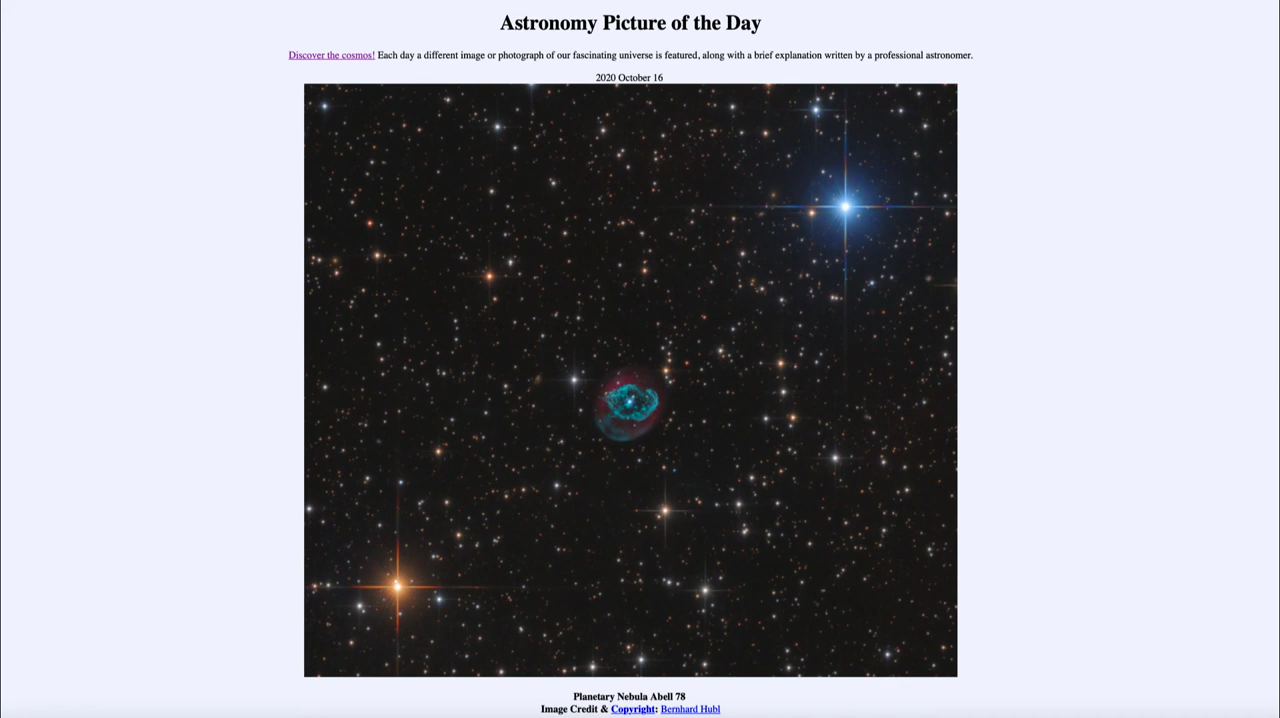 Astronomy Picture of the Day
Discover the cosmos! Each day a different image or photograph of our fascinating universe is featured, along with a brief explanation written by a professional astronomer.
2020 October 16
Planetary Nebula Abell 78
Image Credit & Copyright: Bernhard Hubl